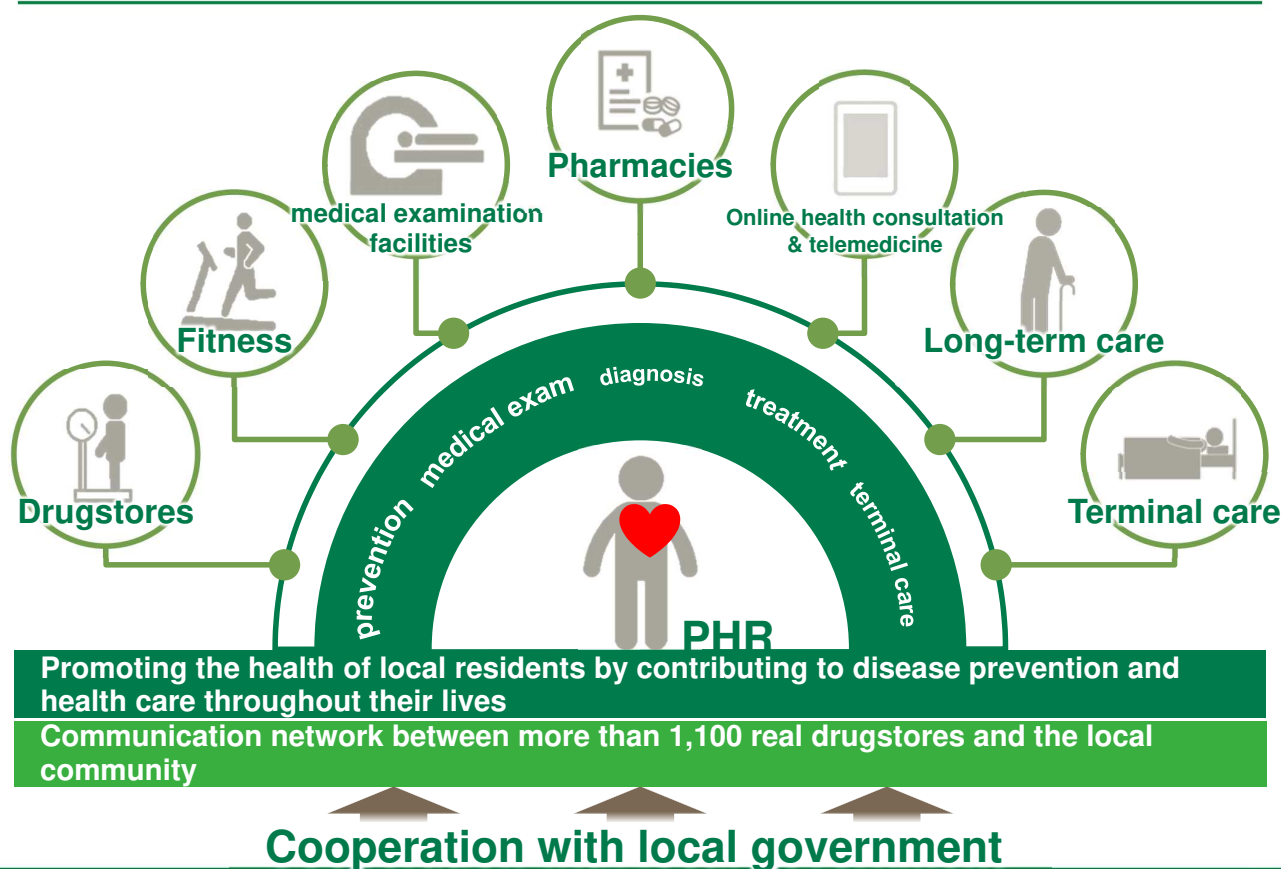 Pharmacies
medical examination
facilities
Online health consultation
& telemedicine
Fitness
Long-term care
Drugstores
Terminal care
prevention
medical exam
diagnosis
treatment
terminal care
PHR
Promoting the health of local residents by contributing to disease prevention and
health care throughout their lives
Communication network between more than 1,100 real drugstores and the local
community
Cooperation with local government